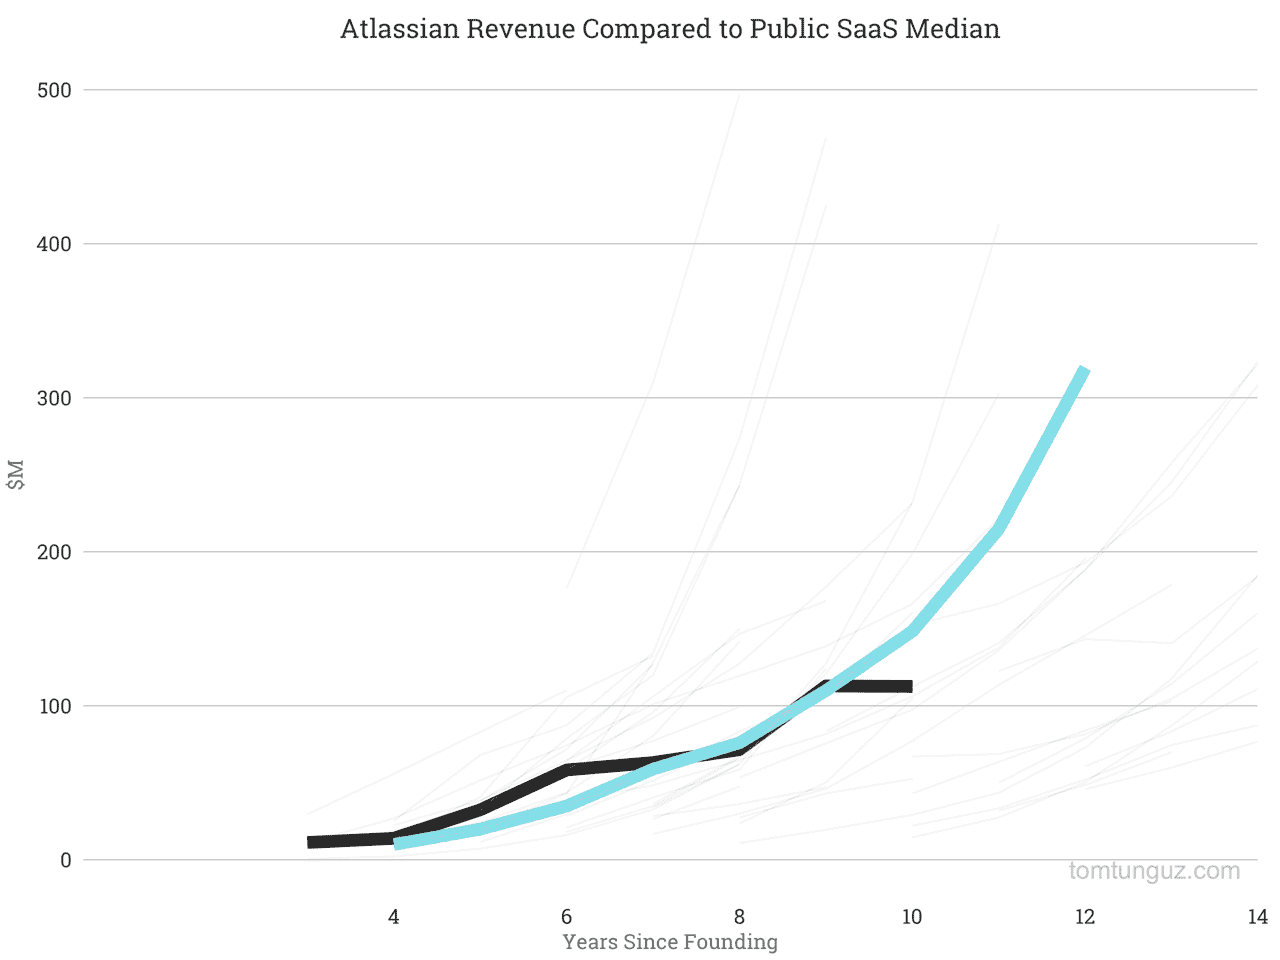 Atlassian Revenue Compared to Public SaaS Median
500
400
300
200
100
0
$M
4 6 8 10 12 14
Years Since Founding
tomtunguz.com